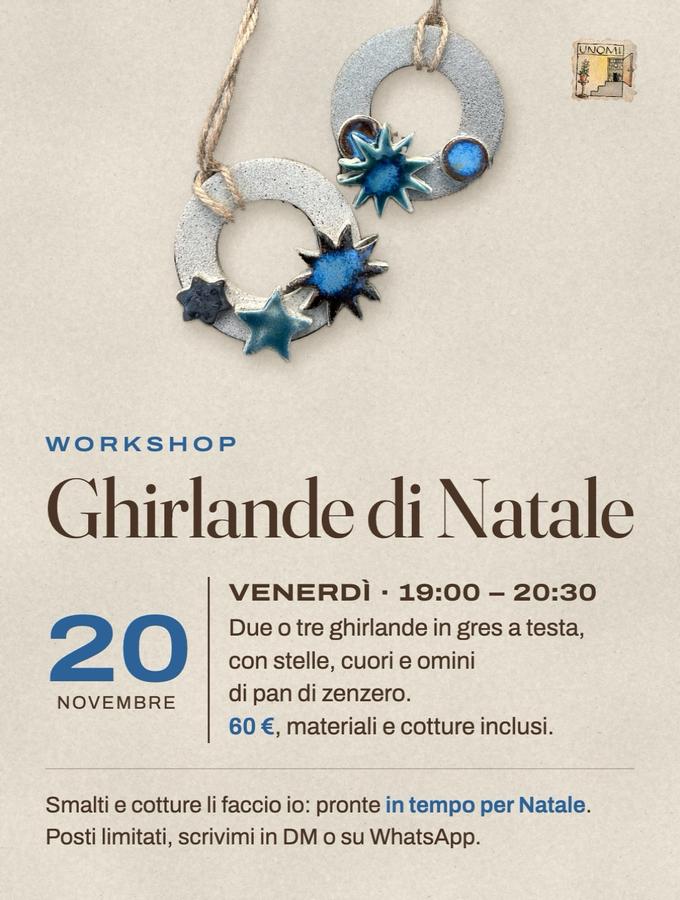 UNOMI
WORKSHOP
Ghirlande di Natale
20
NOVEMBRE
VENERDÌ · 19:00 – 20:30
Due o tre ghirlande in gres a testa,
con stelle, cuori e omini
di pan di zenzero.
60 €, materiali e cotture inclusi.
Smalti e cotture li faccio io: pronte in tempo per Natale.
Posti limitati, scrivimi in DM o su WhatsApp.